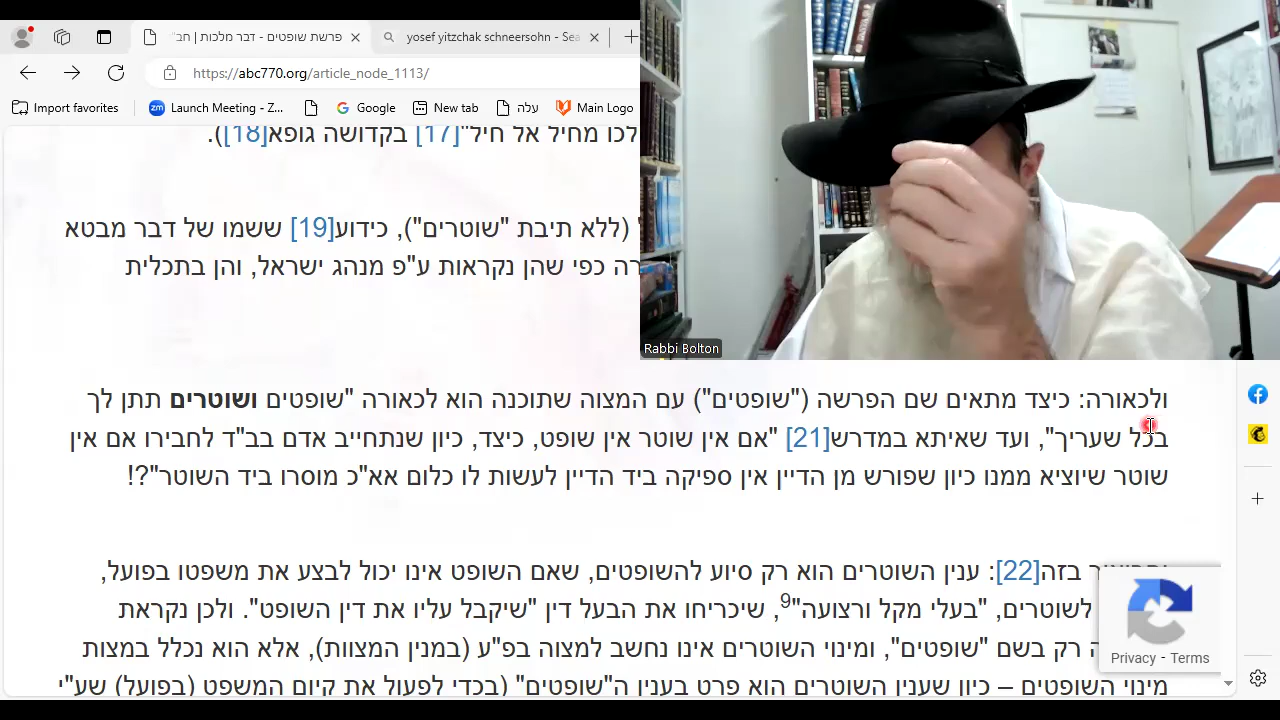 פרשת שופטים - דבר מלכות | חב"
yosef yitzchak schneersohn - Sea
https://abc770.org/article_node_1113/
Import favorites
Launch Meeting - Z...
Google
New tab
עלה
Main Logo
לכו מחיל אל חיל"[17] בקדושה גופא[18]).
(ללא תיבת "שוטרים"), כידוע[19] ששמו של דבר מבטא
כפי שהן נקראות ע"פ מנהג ישראל, והן בתכלית
Rabbi Bolton
ולכאורה: כיצד מתאים שם הפרשה ("שופטים") עם המצוה שתוכנה הוא לכאורה "שופטים ושוטרים תתן לך
בכל שעריך", ועד שאיתא במדרש[21] "אם אין שוטר אין שופט, כיצד, כיון שנתחייב אדם בב"ד לחבירו אם אין
שוטר שיוציא ממנו כיון שפורש מן הדיין אין ספיקה ביד הדיין לעשות לו כלום אא"כ מוסרו ביד השוטר"?!
בזה[22]: ענין השוטרים הוא רק סיוע להשופטים, שאם השופט אינו יכול לבצע את משפטו בפועל,
לשוטרים, "בעלי מקל ורצועה"9, שיכריחו את הבעל דין "שיקבל עליו את דין השופט". ולכן נקראת
רק בשם "שופטים", ומינוי השוטרים אינו נחשב למצוה בפ"ע (במנין המצוות), אלא הוא נכלל במצות
מינוי השופטים – כיון שענין השוטרים הוא פרט בענין ה"שופטים" (בכדי לפעול את קיום המשפט (בפועל) שע"י
Privacy - Terms